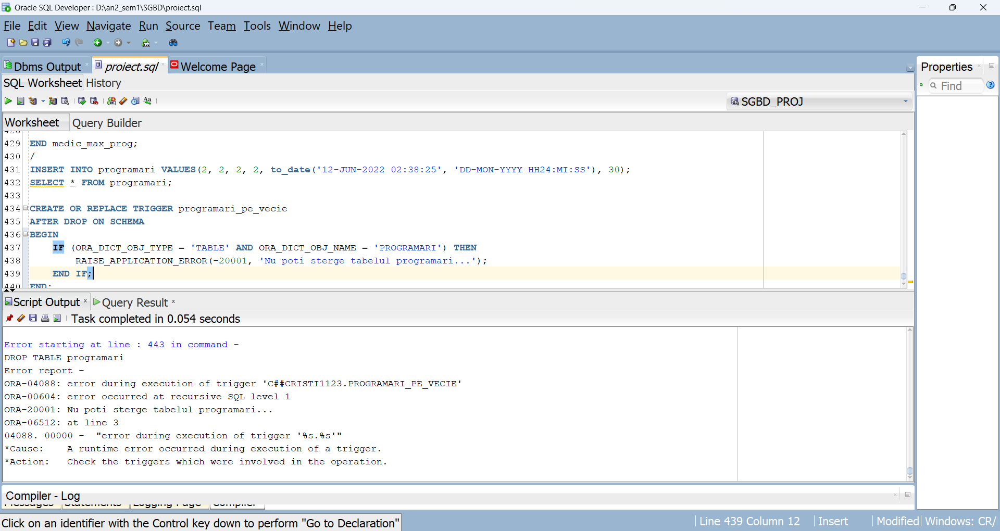 Oracle SQL Developer : D:\an2_sem1\SGBD\proiect.sql
File Edit View Navigate Run Source Team Tools Window Help
Dbms Output proiect.sql Welcome Page
Properties
SQL Worksheet History
Find
SGBD_PROJ
Worksheet Query Builder
429 END medic_max_prog;
430 /
431 INSERT INTO programari VALUES(2, 2, 2, 2, to_date('12-JUN-2022 02:38:25', 'DD-MON-YYYY HH24:MI:SS'), 30);
432 SELECT * FROM programari;
433
434 CREATE OR REPLACE TRIGGER programari_pe_vecie
435 AFTER DROP ON SCHEMA
436 BEGIN
437 IF (ORA_DICT_OBJ_TYPE = 'TABLE' AND ORA_DICT_OBJ_NAME = 'PROGRAMARI') THEN
438 RAISE_APPLICATION_ERROR(-20001, 'Nu poti sterge tabelul programari...');
439 END IF;
440 END;
Script Output Query Result
Task completed in 0.054 seconds
Error starting at line : 443 in command -
DROP TABLE programari
Error report -
ORA-04088: error during execution of trigger 'C##CRISTI1123.PROGRAMARI_PE_VECIE'
ORA-00604: error occurred at recursive SQL level 1
ORA-20001: Nu poti sterge tabelul programari...
ORA-06512: at line 3
04088. 00000 - "error during execution of trigger '%s.%s'"
*Cause: A runtime error occurred during execution of a trigger.
*Action: Check the triggers which were involved in the operation.
Compiler - Log
Messages Statements Logging Page Compiler
Click on an identifier with the Control key down to perform "Go to Declaration"
Line 439 Column 12 Insert Modified Windows: CR/